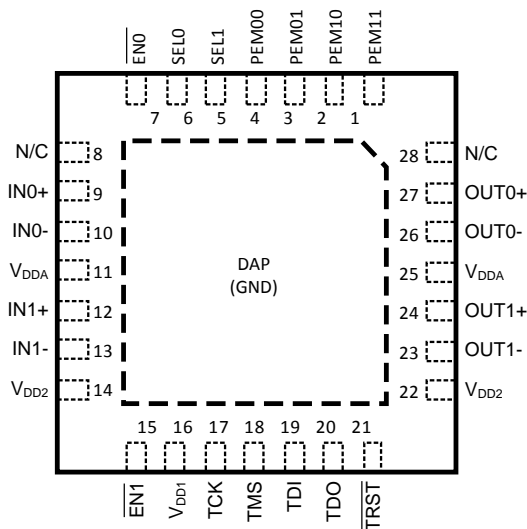 EN0 SEL0 SEL1 PEM00 PEM01 PEM10 PEM11
7 6 5 4 3 2 1
N/C 8
28 N/C
IN0+ 9
27 OUT0+
IN0- 10
26 OUT0-
DAP
(GND)
VDDA 11
25 VDDA
IN1+ 12
24 OUT1+
IN1- 13
23 OUT1-
VDD2 14
22 VDD2
15 16 17 18 19 20 21
EN1 VDD1 TCK TMS TDI TDO TRST